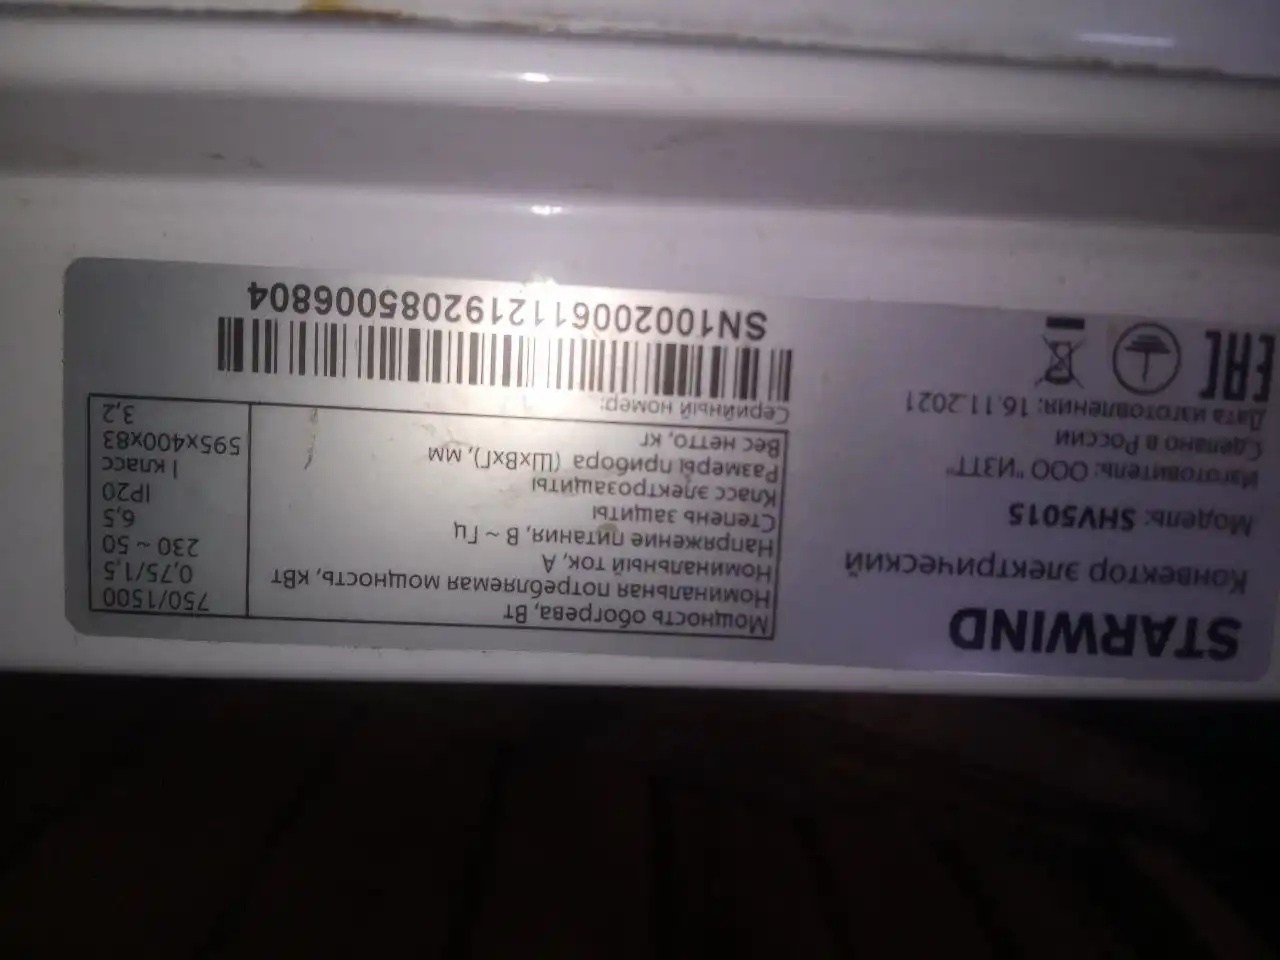 STARWIND
Конвектор электрический
Модель: SHV5015
Изготовитель: ООО "ИЗТТ"
Сделано в России
Дата изготовления: 16.11.2021
EAC
Мощность обогрева, Вт 750/1500
Номинальная потребляемая мощность, кВт 0,75/1,5
Номинальный ток, А 6,5
Напряжение питания, В ~ Гц 230 ~ 50
Степень защиты IP20
Класс электрозащиты I класс
Размеры прибора (ШхВхГ), мм 595х400х83
Вес нетто, кг 3,2
Серийный номер:
SN1002006112192085006804